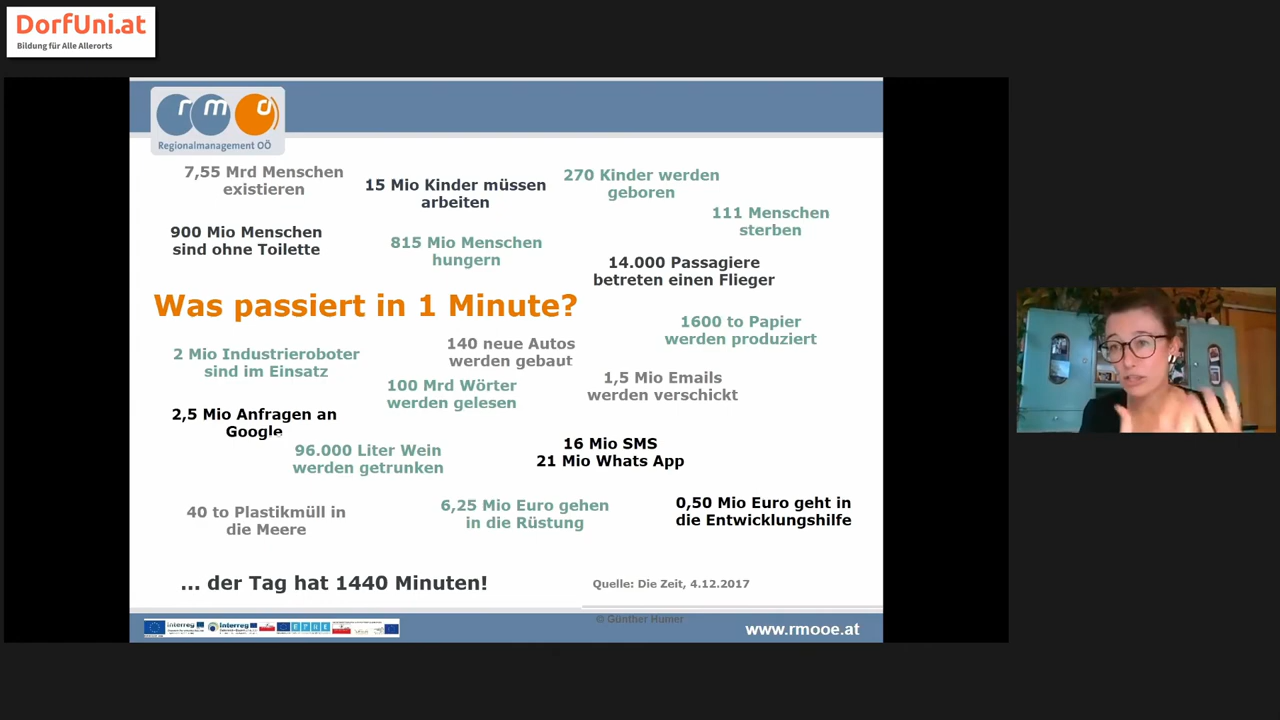 DorfUni.at
Bildung für Alle Allerorts
rmo
Regionalmanagement OÖ
7,55 Mrd Menschen
existieren
15 Mio Kinder müssen
arbeiten
270 Kinder werden
geboren
111 Menschen
sterben
900 Mio Menschen
sind ohne Toilette
815 Mio Menschen
hungern
14.000 Passagiere
betreten einen Flieger
Was passiert in 1 Minute?
1600 to Papier
werden produziert
140 neue Autos
werden gebaut
2 Mio Industrieroboter
sind im Einsatz
1,5 Mio Emails
werden verschickt
100 Mrd Wörter
werden gelesen
2,5 Mio Anfragen an
Google
16 Mio SMS
21 Mio Whats App
96.000 Liter Wein
werden getrunken
0,50 Mio Euro geht in
die Entwicklungshilfe
6,25 Mio Euro gehen
in die Rüstung
40 to Plastikmüll in
die Meere
... der Tag hat 1440 Minuten!
Quelle: Die Zeit, 4.12.2017
© Günther Humer
Interreg
Interreg
www.rmooe.at